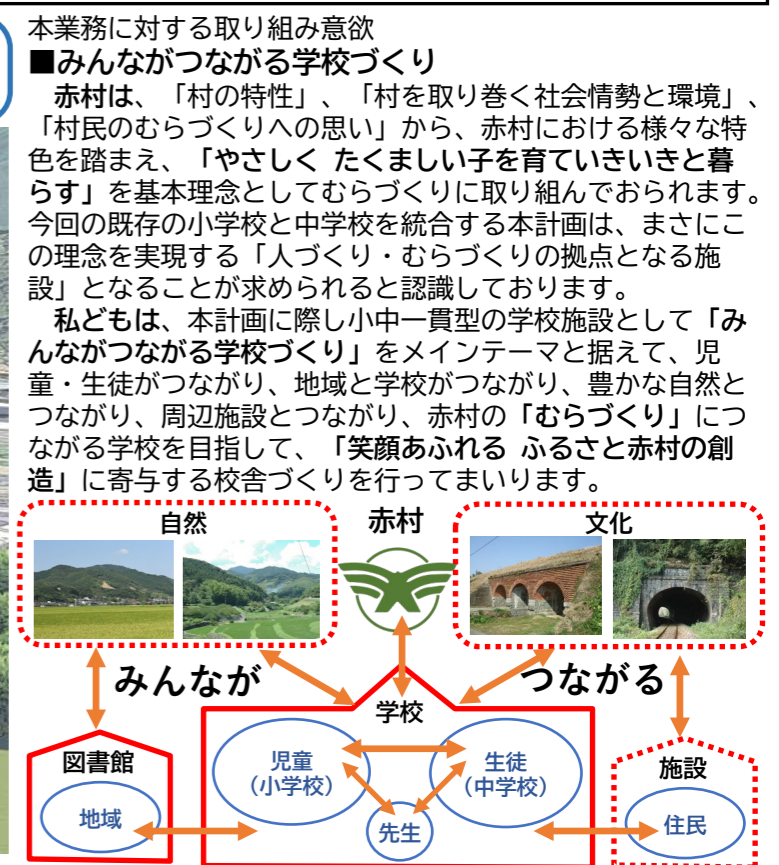 本業務に対する取り組み意欲
■みんながつながる学校づくり
赤村は、「村の特性」、「村を取り巻く社会情勢と環境」、
「村民のむらづくりへの思い」から、赤村における様々な特
色を踏まえ、「やさしく たくましい子を育ていきいきと暮
らす」を基本理念としてむらづくりに取り組んでおられます。
今回の既存の小学校と中学校を統合する本計画は、まさにこ
の理念を実現する「人づくり・むらづくりの拠点となる施
設」となることが求められると認識しております。
私どもは、本計画に際し小中一貫型の学校施設として「み
んながつながる学校づくり」をメインテーマと据えて、児
童・生徒がつながり、地域と学校がつながり、豊かな自然と
つながり、周辺施設とつながり、赤村の「むらづくり」につ
ながる学校を目指して、「笑顔あふれる ふるさと赤村の創
造」に寄与する校舎づくりを行ってまいります。
自然
赤村
文化
みんなが
つながる
学校
図書館
地域
児童
（小学校）
生徒
（中学校）
先生
施設
住民